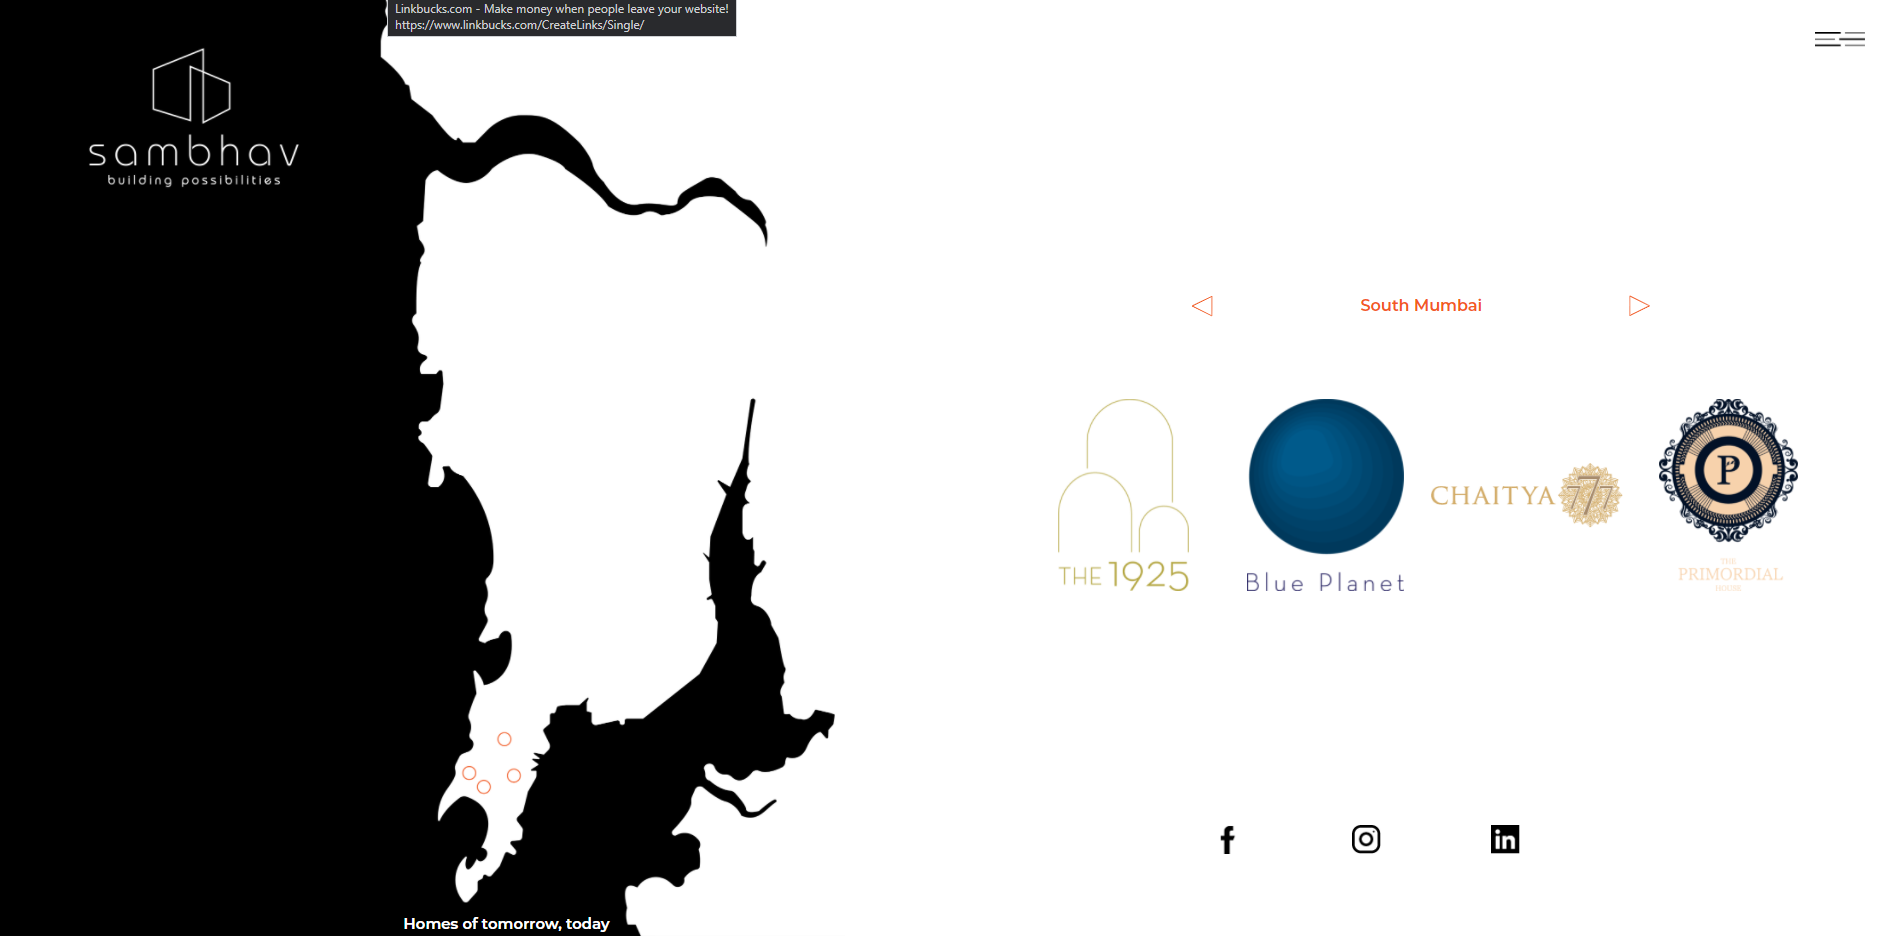 Linkbucks.com - Make money when people leave your website!
https://www.linkbucks.com/CreateLinks/Single/
sambhav
building possibilities
South Mumbai
THE 1925
Blue Planet
CHAITYA 777
P
THE
PRIMORDIAL
HOUSE
f
in
Homes of tomorrow, today